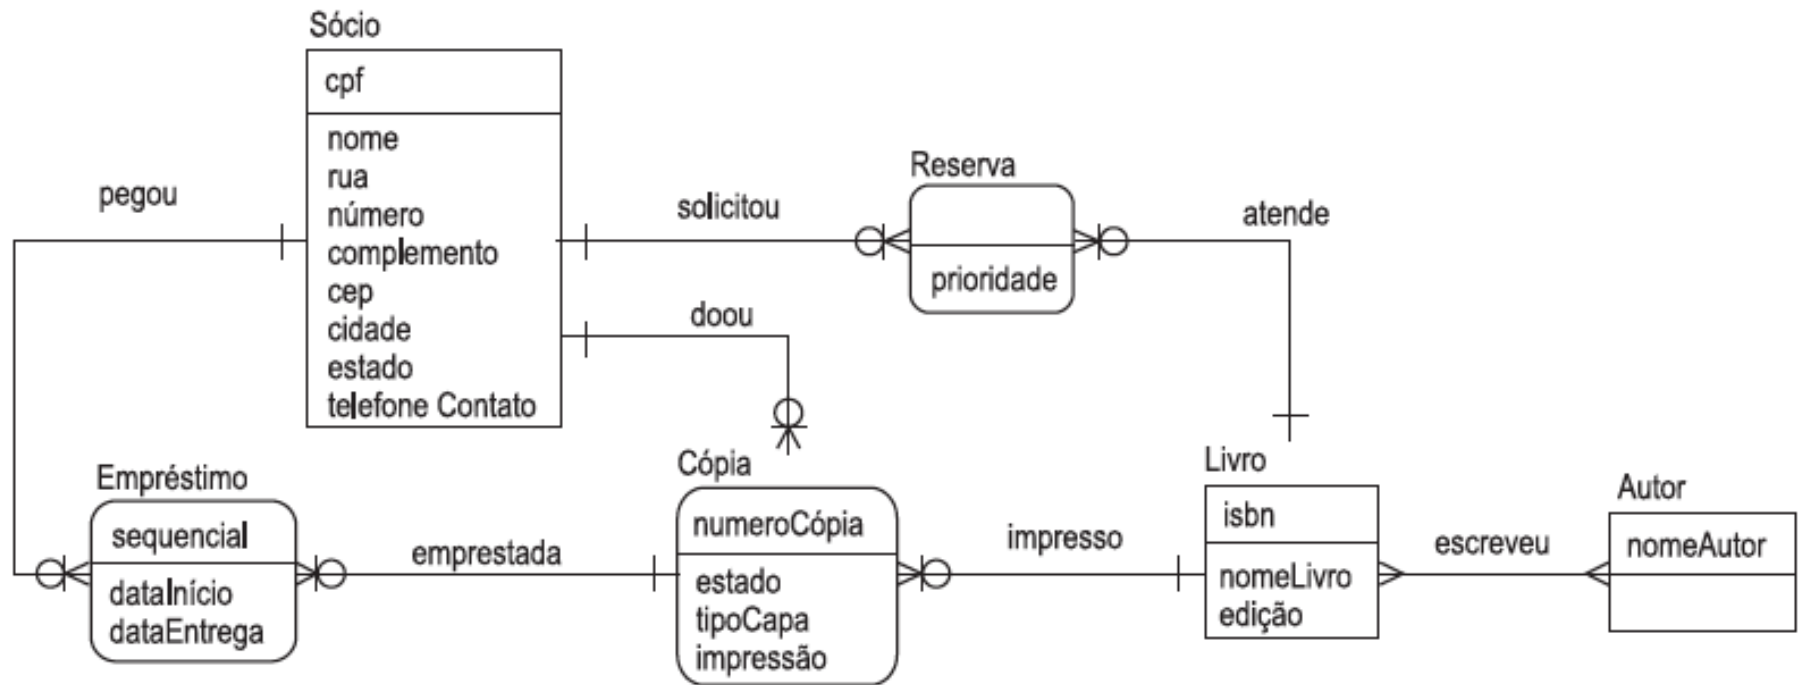 Sócio
cpf
nome
rua
número
complemento
cep
cidade
estado
telefone Contato
pegou
solicitou
Reserva
prioridade
atende
doou
Empréstimo
sequencial
dataInício
dataEntrega
emprestada
Cópia
numeroCópia
estado
tipoCapa
impressão
impresso
Livro
isbn
nomeLivro
edição
escreveu
Autor
nomeAutor